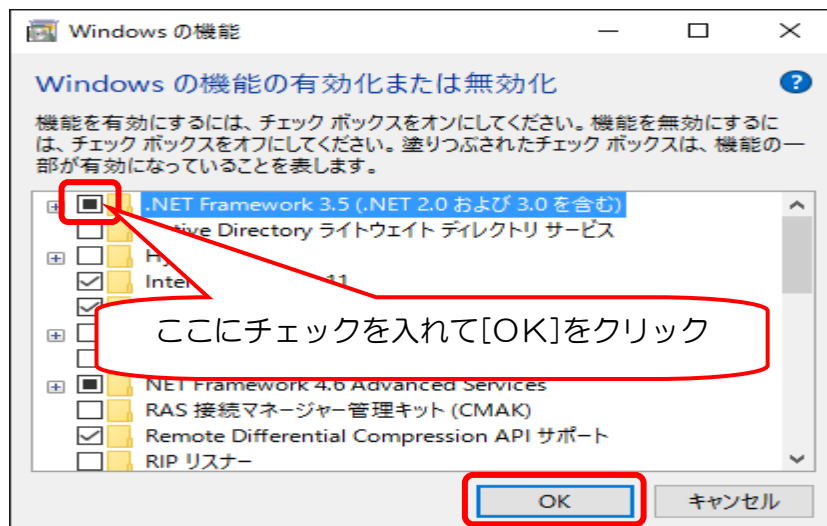 Windows の機能
Windows の機能の有効化または無効化
機能を有効にするには、チェック ボックスをオンにしてください。機能を無効にするに
は、チェック ボックスをオフにしてください。塗りつぶされたチェック ボックスは、機能の一
部が有効になっていることを表します。
.NET Framework 3.5 (.NET 2.0 および 3.0 を含む)
Directory ライトウェイト ディレクトリ サービス
11
ここにチェックを入れて[OK]をクリック
NET Framework 4.6 Advanced Services
RAS 接続マネージャー管理キット (CMAK)
Remote Differential Compression API サポート
RIP リスナー
OK
キャンセル